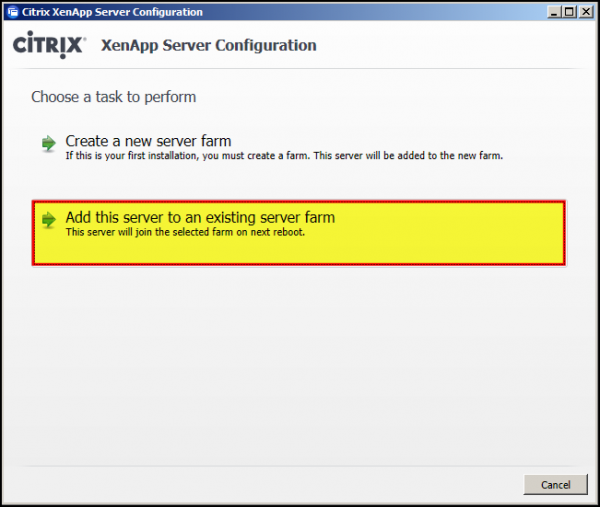 Citrix XenApp Server Configuration
CITRIX® XenApp Server Configuration
Choose a task to perform
Create a new server farm
If this is your first installation, you must create a farm. This server will be added to the new farm.
Add this server to an existing server farm
This server will join the selected farm on next reboot.
Cancel